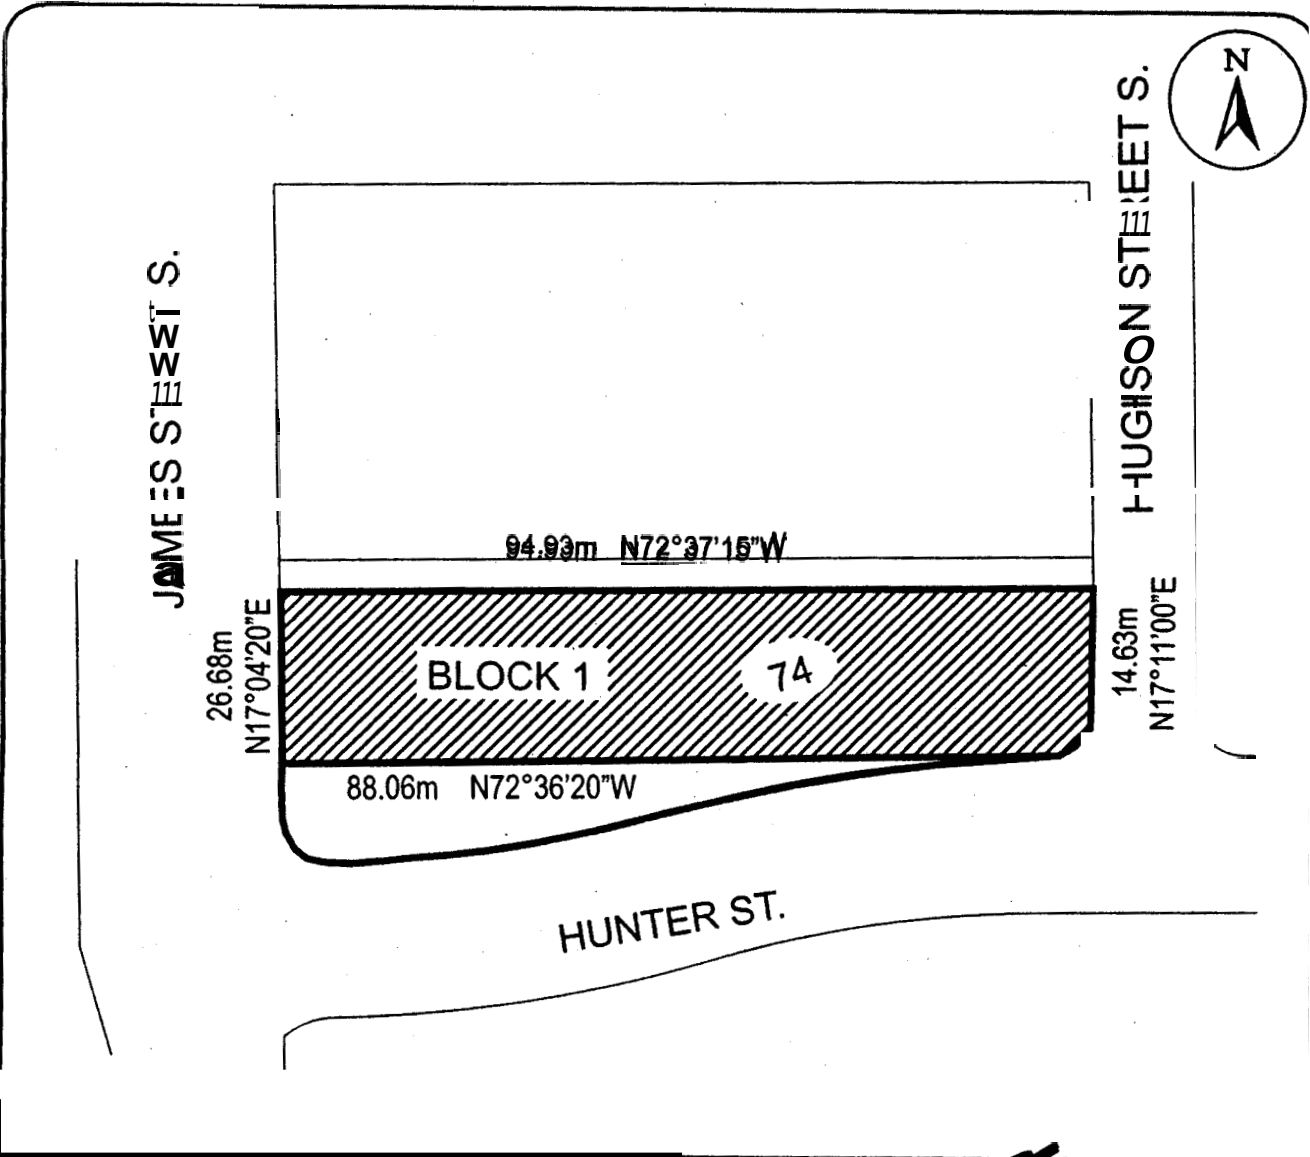 N
HUGHSON STREET S.
JAMES STREET S.
94.93m N72°37'15"W
26.68m
N17°04'20"E
14.63m
N17°11'00"E
BLOCK 1
74
88.06m N72°36'20"W
HUNTER ST.